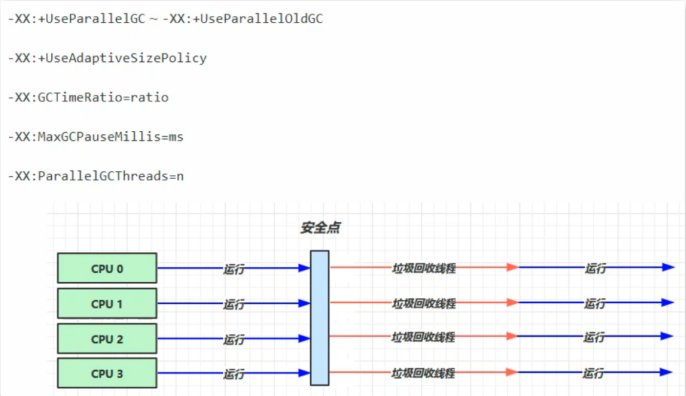 -XX:+UseParallelGC ~ -XX:+UseParallelOldGC
-XX:+UseAdaptiveSizePolicy
-XX:GCTimeRatio=ratio
-XX:MaxGCPauseMillis=ms
-XX:ParallelGCThreads=n
安全点
CPU 0 运行 垃圾回收线程 运行
CPU 1 运行 垃圾回收线程 运行
CPU 2 运行 垃圾回收线程 运行
CPU 3 运行 垃圾回收线程 运行